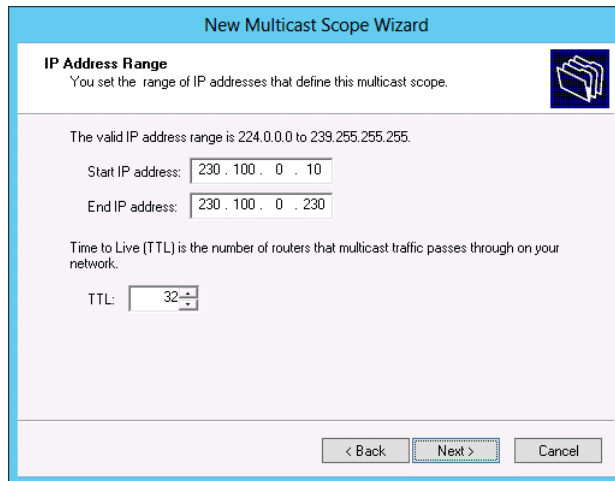 New Multicast Scope Wizard
IP Address Range
You set the range of IP addresses that define this multicast scope.
The valid IP address range is 224.0.0.0 to 239.255.255.255.
Start IP address: 230 . 100 . 0 . 10
End IP address: 230 . 100 . 0 . 230
Time to Live (TTL) is the number of routers that multicast traffic passes through on your
network.
TTL: 32
< Back Next > Cancel